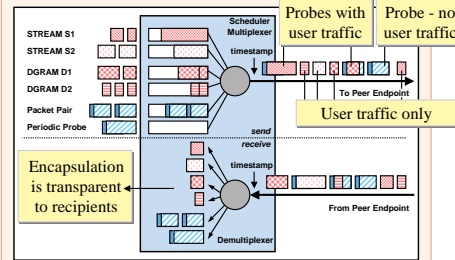 Probes with
user traffic
Probe - no
user traffic
Scheduler
Multiplexer
timestamp
STREAM S1
STREAM S2
DGRAM D1
DGRAM D2
Packet Pair
Periodic Probe
To Peer Endpoint
User traffic only
send
receive
Encapsulation
is transparent
to recipients
timestamp
From Peer Endpoint
Demultiplexer